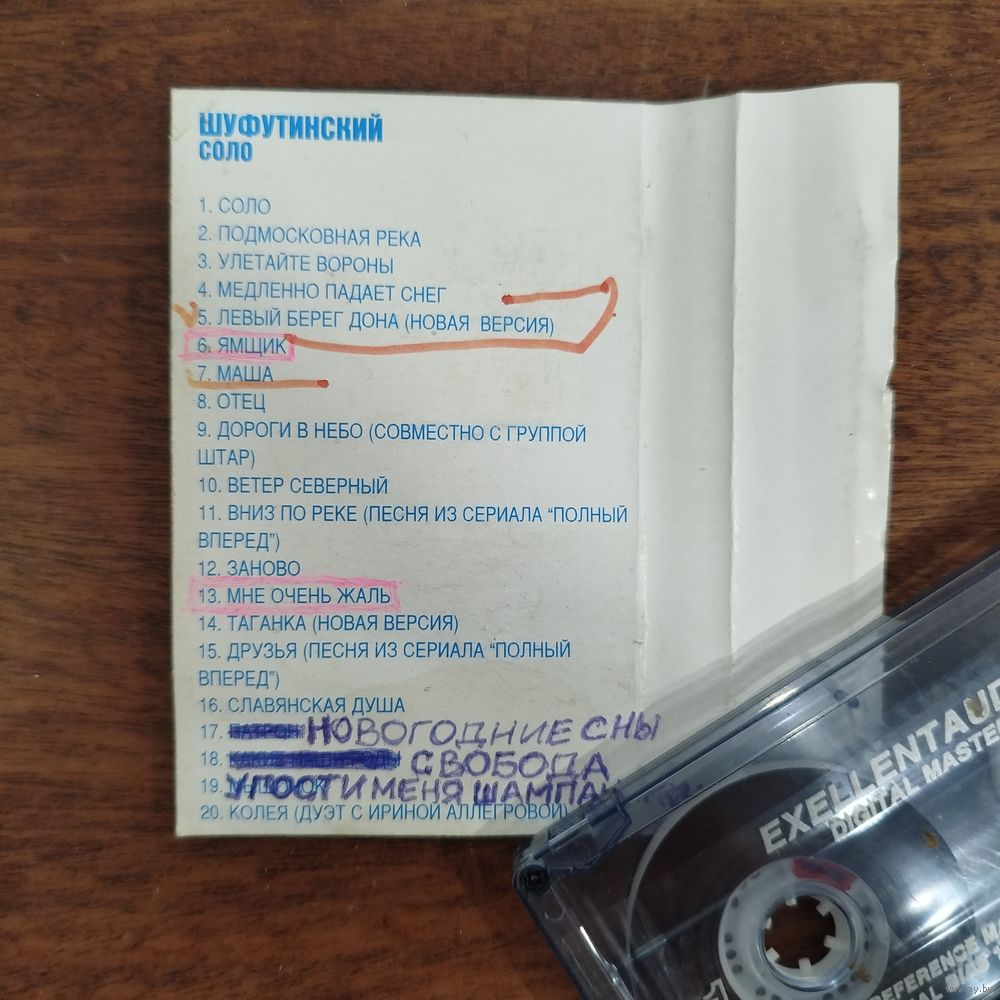 ШУФУТИНСКИЙ
СОЛО
1. СОЛО
2. ПОДМОСКОВНАЯ РЕКА
3. УЛЕТАЙТЕ ВОРОНЫ
4. МЕДЛЕННО ПАДАЕТ СНЕГ
5. ЛЕВЫЙ БЕРЕГ ДОНА (НОВАЯ ВЕРСИЯ)
6. ЯМЩИК
7. МАША
8. ОТЕЦ
9. ДОРОГИ В НЕБО (СОВМЕСТНО С ГРУППОЙ
ШТАР)
10. ВЕТЕР СЕВЕРНЫЙ
11. ВНИЗ ПО РЕКЕ (ПЕСНЯ ИЗ СЕРИАЛА "ПОЛНЫЙ
ВПЕРЕД")
12. ЗАНОВО
13. МНЕ ОЧЕНЬ ЖАЛЬ
14. ТАГАНКА (НОВАЯ ВЕРСИЯ)
15. ДРУЗЬЯ (ПЕСНЯ ИЗ СЕРИАЛА "ПОЛНЫЙ
ВПЕРЕД")
16. СЛАВЯНСКАЯ ДУША
17. НОВОГОДНИЕ СНЫ
18. СВОБОДА
19. МЕНЯ
20. КОЛЕЯ (ДУЭТ С ИРИНОЙ АЛЛЕГРОВОЙ)
DIGITAL
REFERENCE